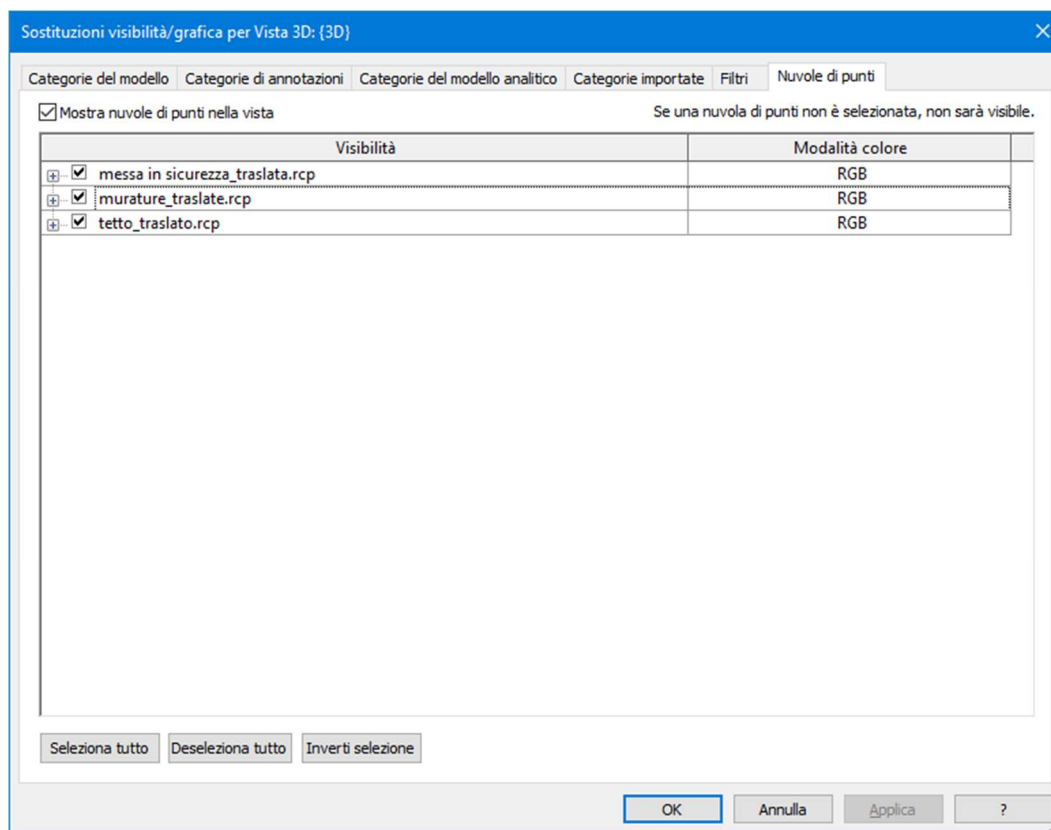 Sostituzioni visibilità/grafica per Vista 3D: {3D}
Categorie del modello Categorie di annotazioni Categorie del modello analitico Categorie importate Filtri Nuvole di punti
Mostra nuvole di punti nella vista Se una nuvola di punti non è selezionata, non sarà visibile.
Visibilità Modalità colore
messa in sicurezza_traslata.rcp RGB
murature_traslate.rcp RGB
tetto_traslato.rcp RGB
Seleziona tutto Deseleziona tutto Inverti selezione
OK Annulla Applica ?